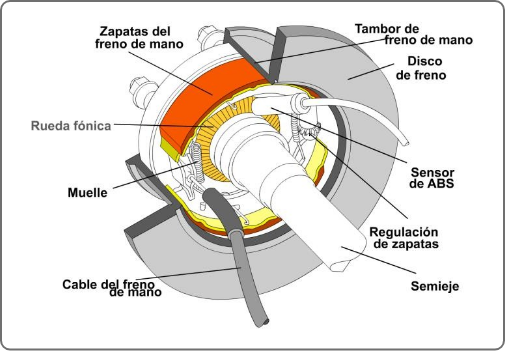 Zapatas del
freno de mano
Tambor de
freno de mano
Disco
de freno
Rueda fónica
Sensor
de ABS
Muelle
Regulación
de zapatas
Cable del freno
de mano
Semieje